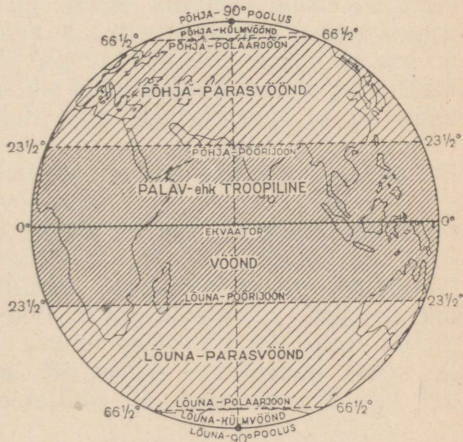 PÕHJA-90° POOLUS
PÕHJA-KÜLMVÖÖND
66½° 66½°
PÕHJA-POLAARJOON
PÕHJA-PARASVÖÖND
23½° 23½°
PÕHJA-PÖÖRIJOON
PALAV-ehk TROOPILINE
0° 0°
EKVAATOR
VÖÖND
LÕUNA-PÖÖRIJOON
23½° 23½°
LÕUNA-PARASVÖÖND
LÕUNA-POLAARJOON
66½° 66½°
LÕUNA-KÜLMVÖÖND
LÕUNA-90° POOLUS